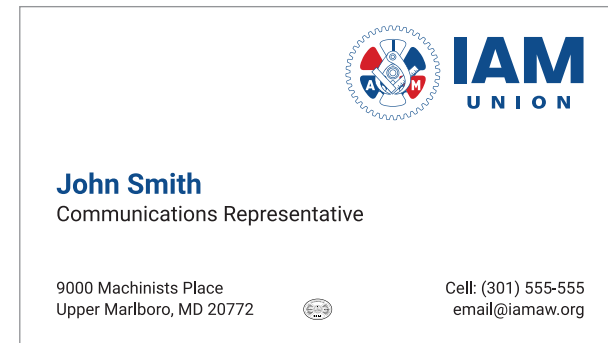 IAM
UNION
I
A M
John Smith
Communications Representative
9000 Machinists Place
Upper Marlboro, MD 20772
Cell: (301) 555-555
email@iamaw.org